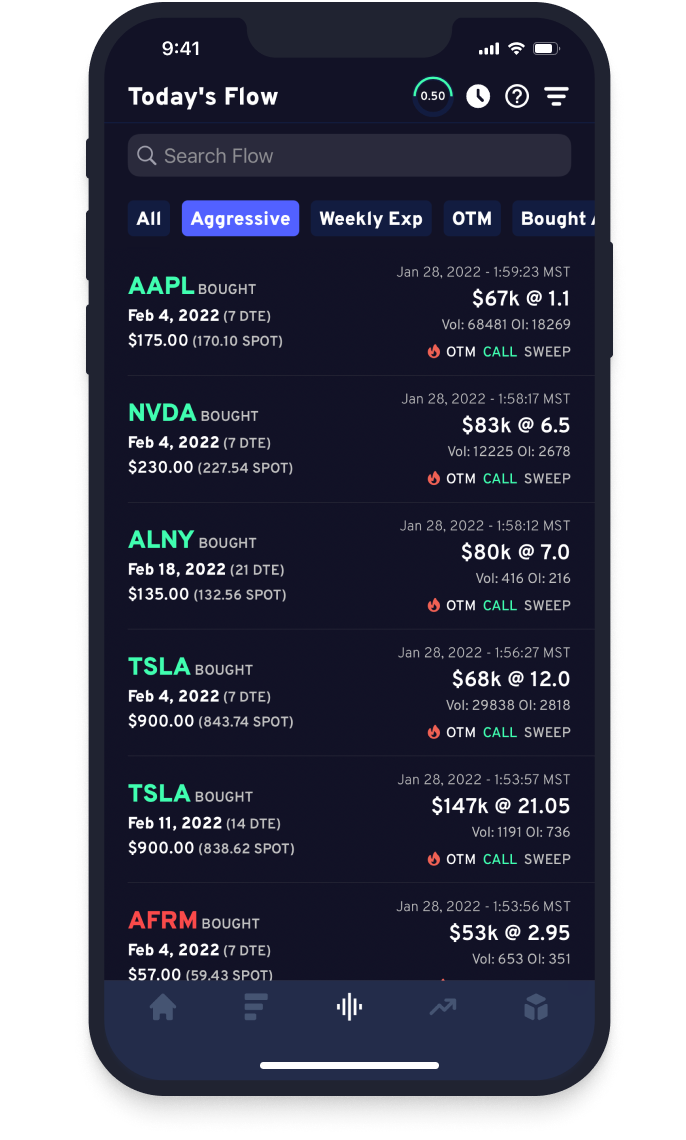 9:41
Today's Flow
0.50
Search Flow
All Aggressive Weekly Exp OTM Bought
Jan 28, 2022 - 1:59:23 MST
AAPL BOUGHT
$67k @ 1.1
Feb 4, 2022 (7 DTE)
Vol: 68481 OI: 18269
$175.00 (170.10 SPOT)
OTM CALL SWEEP
Jan 28, 2022 - 1:58:17 MST
NVDA BOUGHT
$83k @ 6.5
Feb 4, 2022 (7 DTE)
Vol: 12225 OI: 2678
$230.00 (227.54 SPOT)
OTM CALL SWEEP
Jan 28, 2022 - 1:58:12 MST
ALNY BOUGHT
$80k @ 7.0
Feb 18, 2022 (21 DTE)
Vol: 416 OI: 216
$135.00 (132.56 SPOT)
OTM CALL SWEEP
Jan 28, 2022 - 1:56:27 MST
TSLA BOUGHT
$68k @ 12.0
Feb 4, 2022 (7 DTE)
Vol: 29838 OI: 2818
$900.00 (843.74 SPOT)
OTM CALL SWEEP
Jan 28, 2022 - 1:53:57 MST
TSLA BOUGHT
$147k @ 21.05
Feb 11, 2022 (14 DTE)
Vol: 1191 OI: 736
$900.00 (838.62 SPOT)
OTM CALL SWEEP
Jan 28, 2022 - 1:53:56 MST
AFRM BOUGHT
$53k @ 2.95
Feb 4, 2022 (7 DTE)
Vol: 653 OI: 351
$57.00 (59.43 SPOT)